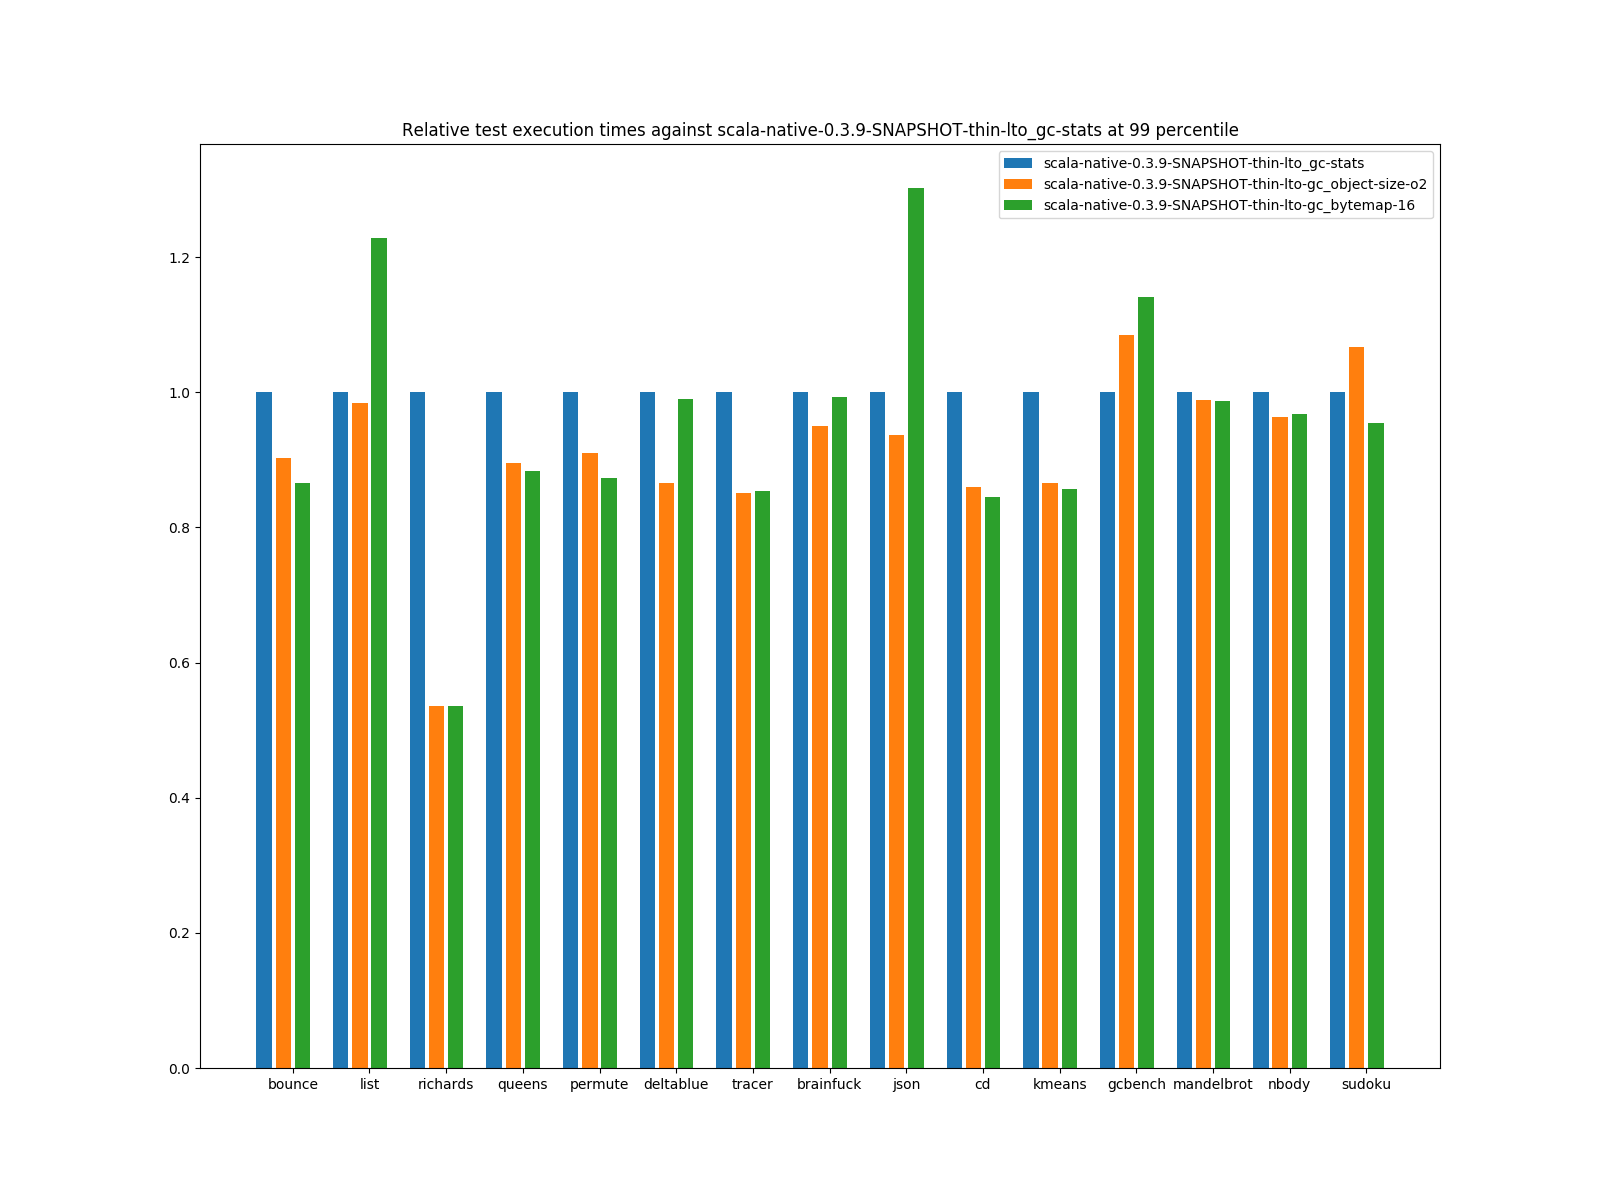 Relative test execution times against scala-native-0.3.9-SNAPSHOT-thin-lto_gc-stats at 99 percentile
scala-native-0.3.9-SNAPSHOT-thin-lto_gc-stats
scala-native-0.3.9-SNAPSHOT-thin-lto-gc_object-size-o2
scala-native-0.3.9-SNAPSHOT-thin-lto-gc_bytemap-16
1.2
1.0
0.8
0.6
0.4
0.2
0.0
bounce list richards queens permute deltablue tracer brainfuck json cd kmeans gcbench mandelbrot nbody sudoku